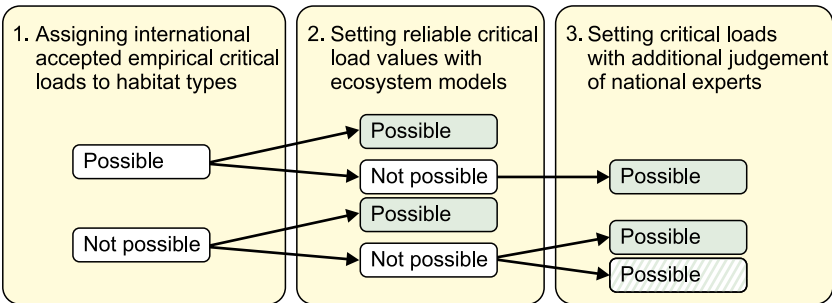 1. Assigning international
accepted empirical critical
loads to habitat types
Possible
Not possible
2. Setting reliable critical
load values with
ecosystem models
Possible
Not possible
Possible
Not possible
3. Setting critical loads
with additional judgement
of national experts
Possible
Possible
Possible